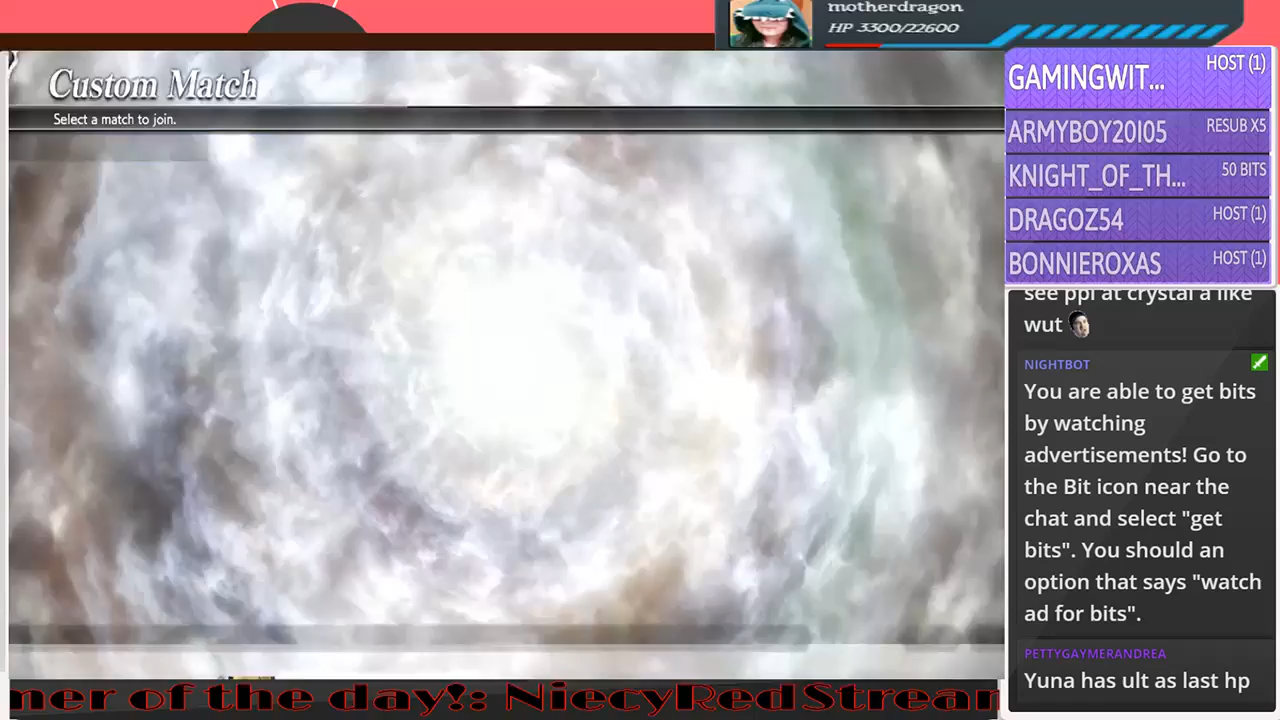 motherdragon
HP 3300/22600
Custom Match
Select a match to join.
GAMINGWIT... HOST (1)
ARMYBOY20105 RESUB X5
KNIGHT_OF_TH... 50 BITS
DRAGOZ54 HOST (1)
BONNIEROXAS HOST (1)
see ppl at crystal a like
wut
NIGHTBOT
You are able to get bits
by watching
advertisements! Go to
the Bit icon near the
chat and select "get
bits". You should an
option that says "watch
ad for bits".
PETTYGAYMERANDREA
Yuna has ult as last hp
mer of the day!: NiecyRedStream